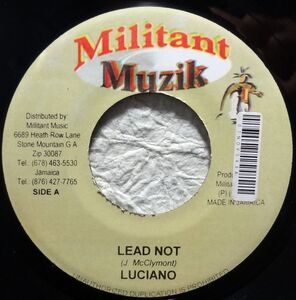 Militant
Muzik
Distributed by:
Militant Music
6689 Heath Row Lane
Stone Mountain G A
Zip 30087
Tel.: (678) 463-5530
Jamaica
Tel.: (876) 427-7765
SIDE A
Militan
(P) (
MADE IN JAMAICA
LEAD NOT
(J McClymont)
LUCIANO
UNAUTHORIZED DUPLICATION IS PROHIBITED